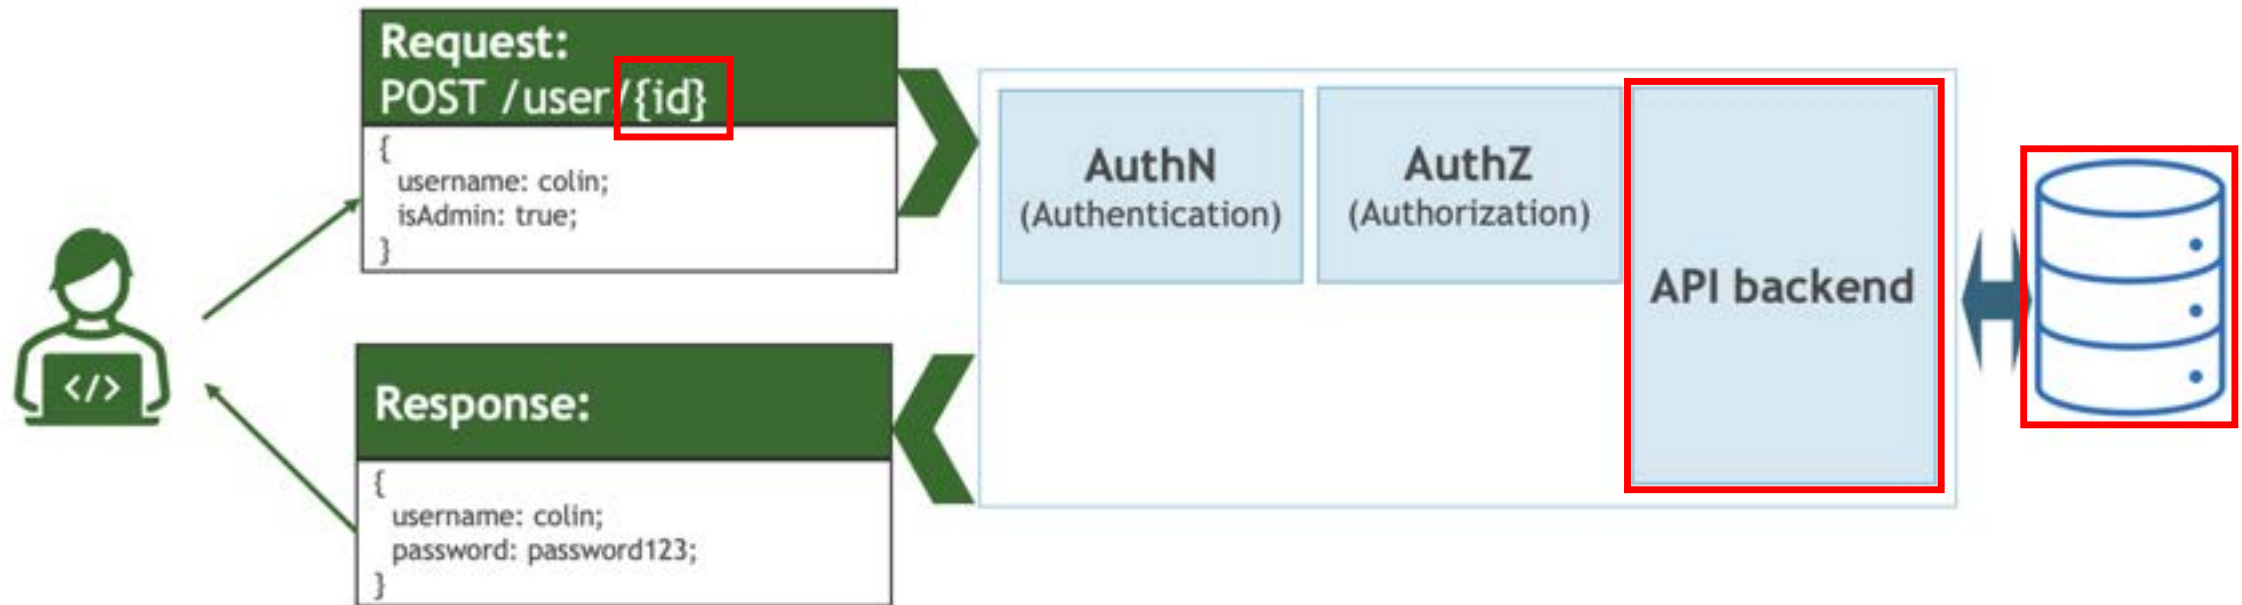 Request:
POST /user/{id}
{
username: colin;
isAdmin: true;
}
AuthN
(Authentication)
AuthZ
(Authorization)
API backend
</>
Response:
{
username: colin;
password: password123;
}